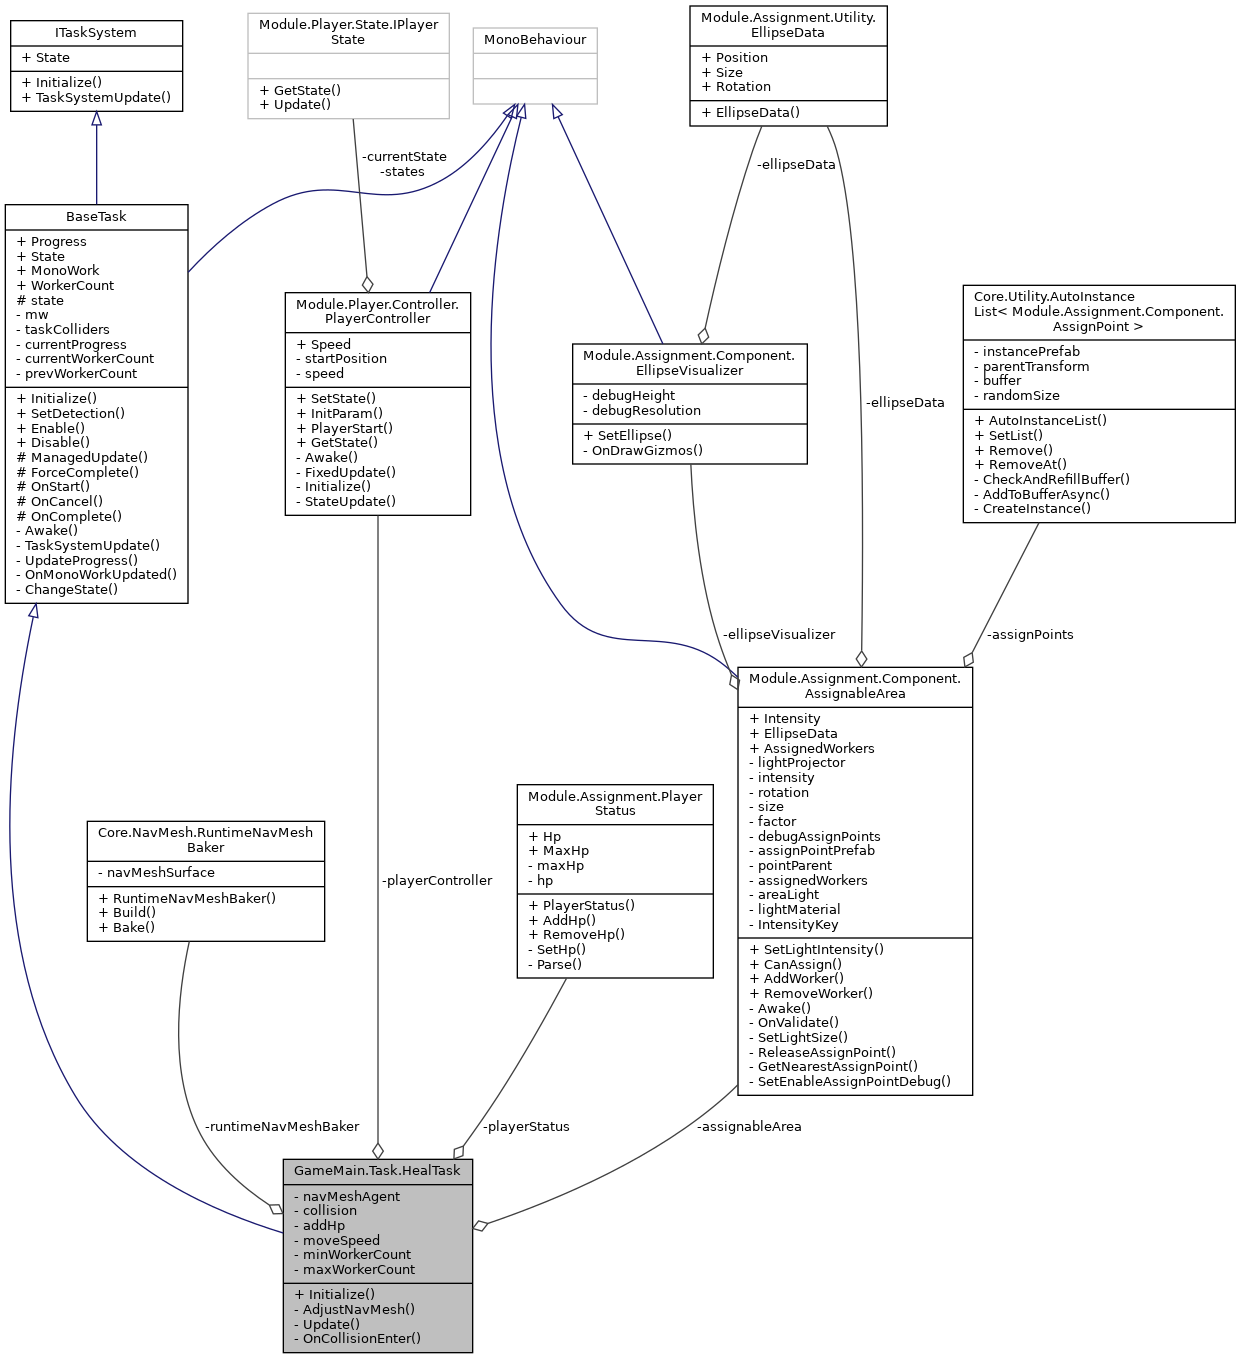 ITaskSystem
+ State
+ Initialize()
+ TaskSystemUpdate()
Module.Player.State.IPlayer
State
+ GetState()
+ Update()
MonoBehaviour
Module.Assignment.Utility.
EllipseData
+ Position
+ Size
+ Rotation
+ EllipseData()
-currentState
-states
-ellipseData
BaseTask
+ Progress
+ State
+ MonoWork
+ WorkerCount
# state
- mw
- taskColliders
- currentProgress
- currentWorkerCount
- prevWorkerCount
+ Initialize()
+ SetDetection()
+ Enable()
+ Disable()
# ManagedUpdate()
# ForceComplete()
# OnStart()
# OnCancel()
# OnComplete()
- Awake()
- TaskSystemUpdate()
- UpdateProgress()
- OnMonoWorkUpdated()
- ChangeState()
Module.Player.Controller.
PlayerController
+ Speed
- startPosition
- speed
+ SetState()
+ InitParam()
+ PlayerStart()
+ GetState()
- Awake()
- FixedUpdate()
- Initialize()
- StateUpdate()
Module.Assignment.Component.
EllipseVisualizer
- debugHeight
- debugResolution
+ SetEllipse()
- OnDrawGizmos()
-ellipseData
Core.Utility.AutoInstance
List< Module.Assignment.Component.
AssignPoint >
- instancePrefab
- parentTransform
- buffer
- randomSize
+ AutoInstanceList()
+ SetList()
+ Remove()
+ RemoveAt()
- CheckAndRefillBuffer()
- AddToBufferAsync()
- CreateInstance()
-ellipseVisualizer
-assignPoints
Module.Assignment.Component.
AssignableArea
+ Intensity
+ EllipseData
+ AssignedWorkers
- lightProjector
- intensity
- rotation
- size
- factor
- debugAssignPoints
- assignPointPrefab
- pointParent
- assignedWorkers
- areaLight
- lightMaterial
- IntensityKey
+ SetLightIntensity()
+ CanAssign()
+ AddWorker()
+ RemoveWorker()
- Awake()
- OnValidate()
- SetLightSize()
- ReleaseAssignPoint()
- GetNearestAssignPoint()
- SetEnableAssignPointDebug()
Core.NavMesh.RuntimeNavMesh
Baker
- navMeshSurface
+ RuntimeNavMeshBaker()
+ Build()
+ Bake()
-playerController
Module.Assignment.Player
Status
+ Hp
+ MaxHp
- maxHp
- hp
+ PlayerStatus()
+ AddHp()
+ RemoveHp()
- SetHp()
- Parse()
-runtimeNavMeshBaker
-playerStatus
-assignableArea
GameMain.Task.HealTask
- navMeshAgent
- collision
- addHp
- moveSpeed
- minWorkerCount
- maxWorkerCount
+ Initialize()
- AdjustNavMesh()
- Update()
- OnCollisionEnter()